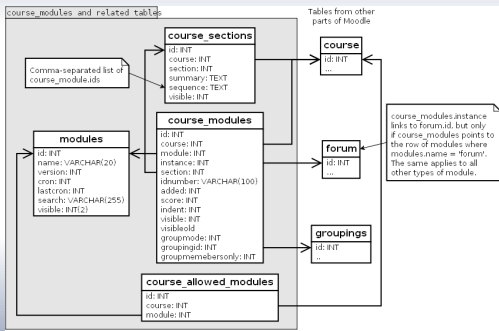 course_modules and related tables
Tables from other
parts of Moodle
course_sections
id: INT
course: INT
section: INT
summary: TEXT
sequence: TEXT
visible: INT
course
id: INT
...
Comma-separated list of
course_module.ids
modules
id: INT
name: VARCHAR(20)
version: INT
cron: INT
lastcron: INT
search: VARCHAR(255)
visible: INT(2)
course_modules
id: INT
course: INT
module: INT
instance: INT
section: INT
idnumber: VARCHAR(100)
added: INT
score: INT
indent: INT
visible: INT
visibleold
groupmode: INT
groupingid: INT
groupmemebersonly: INT
forum
id: INT
...
course_modules.instance
links to forum.id, but only
if course_modules points to
the row of modules where
modules.name = 'forum'.
The same applies to all
other types of module.
groupings
id: INT
..
course_allowed_modules
id: INT
course: INT
module: INT